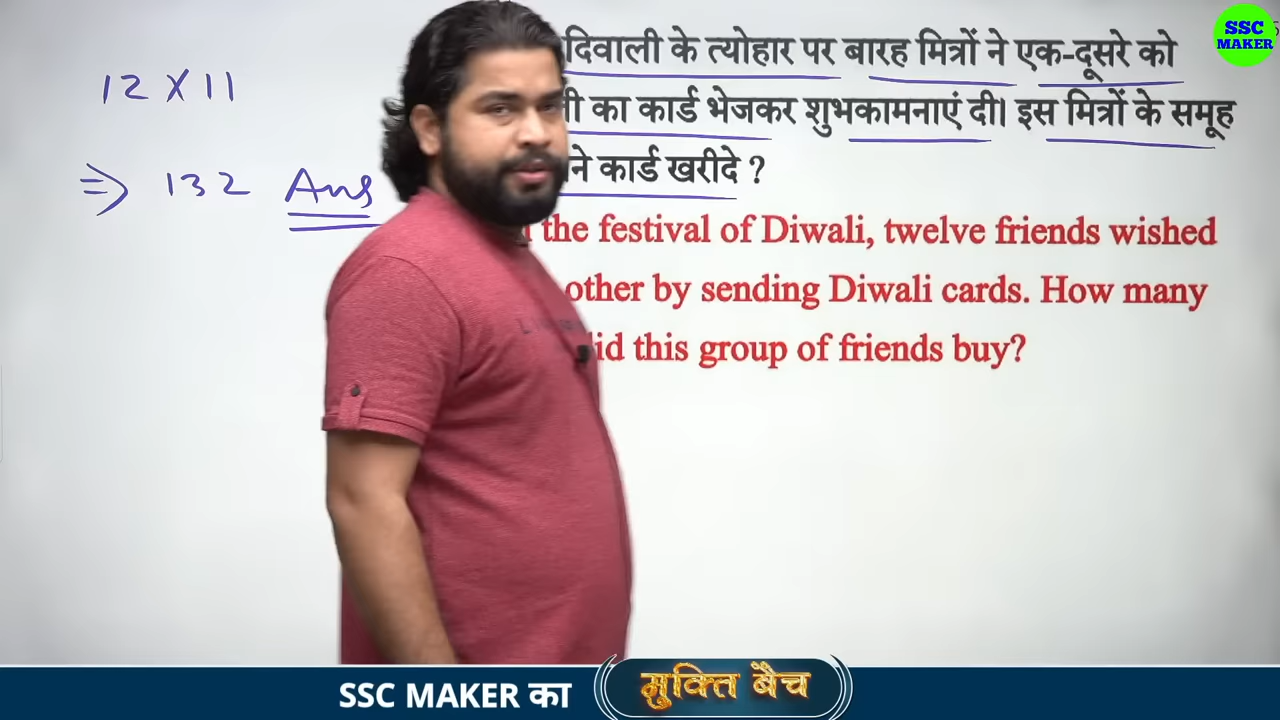 12 X 11
⇒ 132 Ans
दिवाली के त्योहार पर बारह मित्रों ने एक-दूसरे को
का कार्ड भेजकर शुभकामनाएं दी। इस मित्रों के समूह
कार्ड खरीदे ?
the festival of Diwali, twelve friends wished
other by sending Diwali cards. How many
this group of friends buy?
SSC
MAKER
SSC MAKER का
मुक्ति बैच